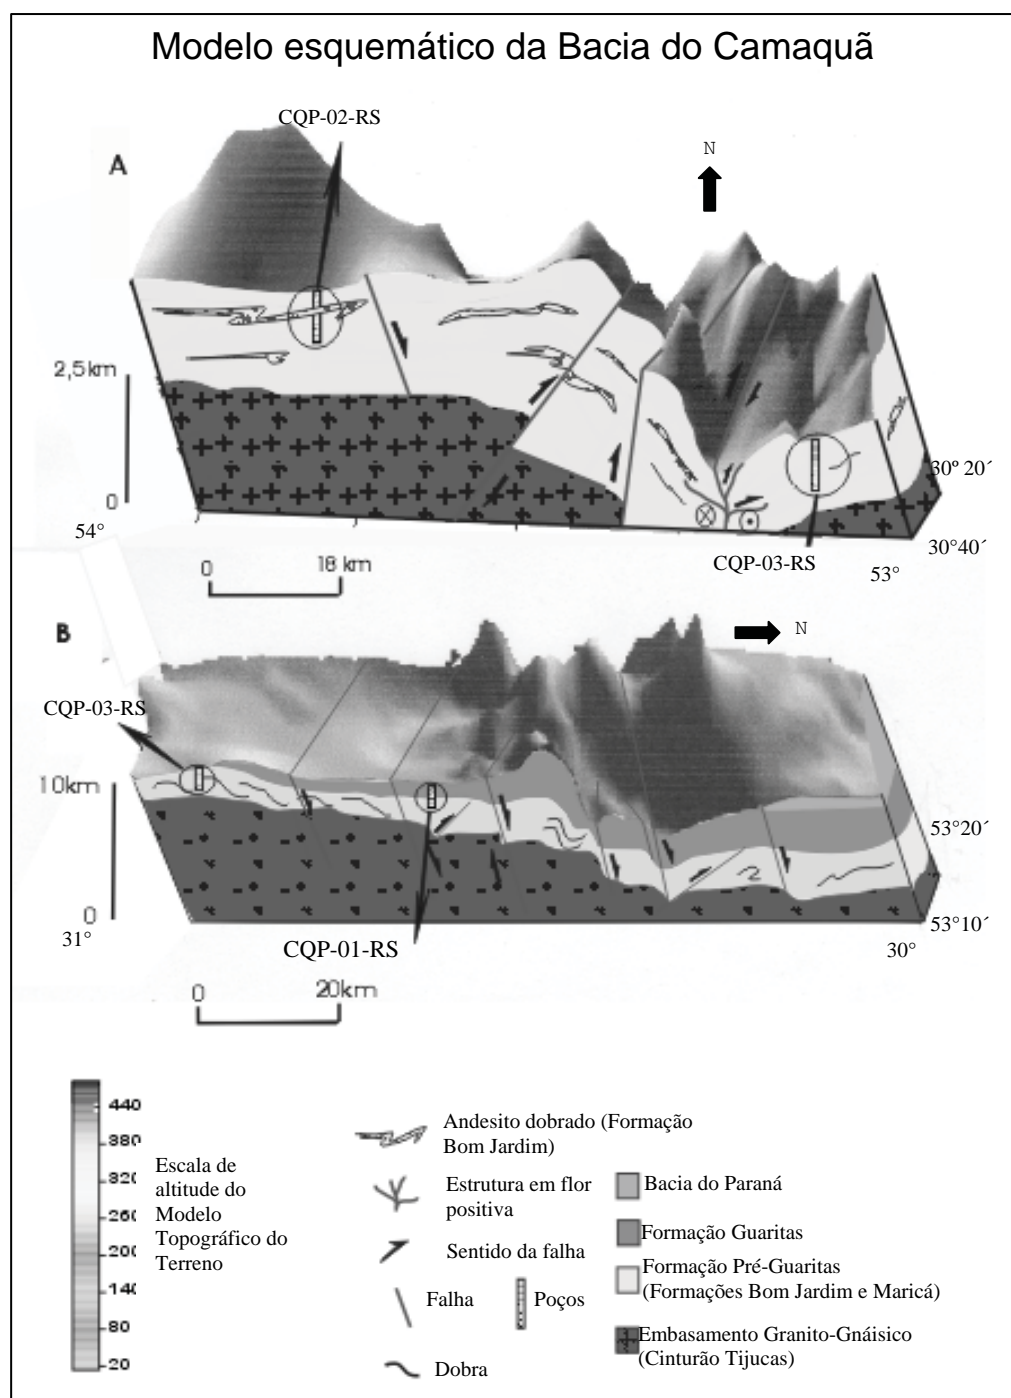 Modelo esquemático da Bacia do Camaquã
CQP-02-RS
A
N
2,5km
0
54°
30º 20´
30°40´
CQP-03-RS
53°
0
18 km
B
N
CQP-03-RS
10km
0
31°
53°20´
53°10´
30°
CQP-01-RS
0
20km
440
380
320
260
200
140
80
20
Escala de
altitude do
Modelo
Topográfico do
Terreno
Andesito dobrado (Formação
Bom Jardim)
Estrutura em flor
positiva
Sentido da falha
Falha
Poços
Dobra
Bacia do Paraná
Formação Guaritas
Formação Pré-Guaritas
(Formações Bom Jardim e Maricá)
Embasamento Granito-Gnáisico
(Cinturão Tijucas)